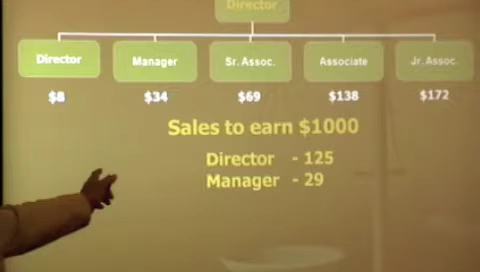 Director
Director Manager Sr. Assoc. Associate Jr. Assoc.
$8 $34 $69 $138 $172
Sales to earn $1000
Director - 125
Manager - 29